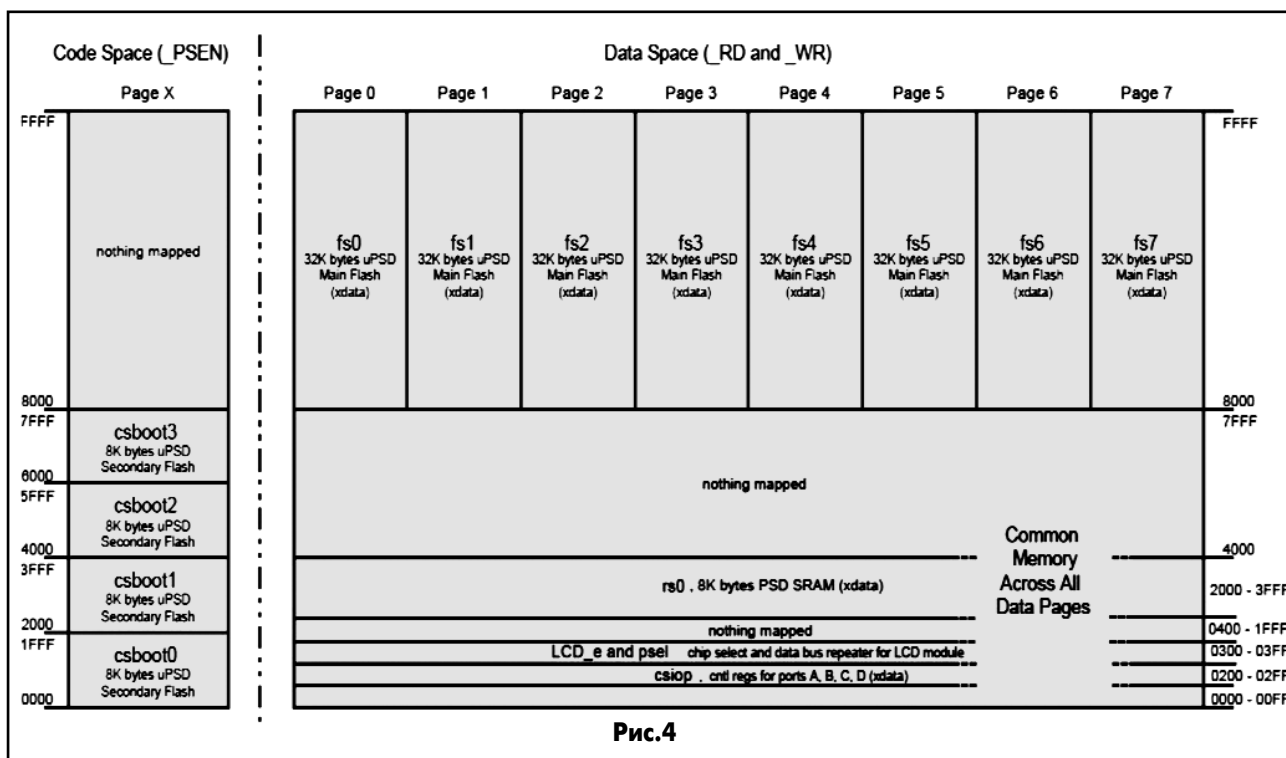 Code Space (_PSEN)
Data Space (_RD and _WR)
Page X
Page 0
Page 1
Page 2
Page 3
Page 4
Page 5
Page 6
Page 7
FFFF
FFFF
nothing mapped
fs0
32K bytes uPSD
Main Flash
(xdata)
fs1
32K bytes uPSD
Main Flash
(xdata)
fs2
32K bytes uPSD
Main Flash
(xdata)
fs3
32K bytes uPSD
Main Flash
(xdata)
fs4
32K bytes uPSD
Main Flash
(xdata)
fs5
32K bytes uPSD
Main Flash
(xdata)
fs6
32K bytes uPSD
Main Flash
(xdata)
fs7
32K bytes uPSD
Main Flash
(xdata)
8000
7FFF
8000
7FFF
csboot3
8K bytes uPSD
Secondary Flash
6000
5FFF
csboot2
8K bytes uPSD
Secondary Flash
4000
3FFF
csboot1
8K bytes uPSD
Secondary Flash
2000
1FFF
csboot0
8K bytes uPSD
Secondary Flash
0000
nothing mapped
Common
Memory
Across All
Data Pages
4000
rs0 . 8K bytes PSD SRAM (xdata)
2000 - 3FFF
nothing mapped
0400 - 1FFF
LCD_e and psel chip select and data bus repeater for LCD module
0300 - 03FF
csiop . cntl regs for ports A, B, C, D (xdata)
0200 - 02FF
0000 - 00FF
Рис.4